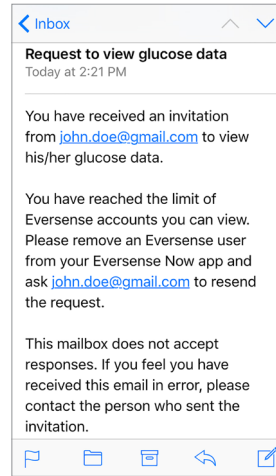 Inbox
Request to view glucose data
Today at 2:21 PM
You have received an invitation
from john.doe@gmail.com to view
his/her glucose data.
You have reached the limit of
Eversense accounts you can view.
Please remove an Eversense user
from your Eversense Now app and
ask john.doe@gmail.com to resend
the request.
This mailbox does not accept
responses. If you feel you have
received this email in error, please
contact the person who sent the
invitation.